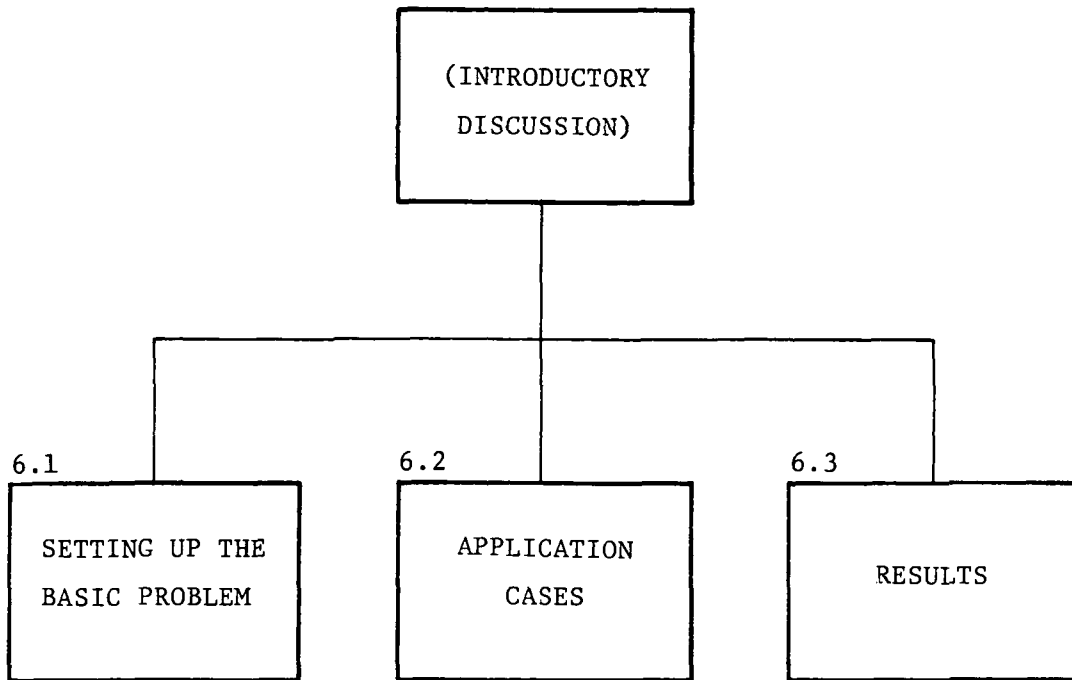 (INTRODUCTORY
DISCUSSION)
6.1
SETTING UP THE
BASIC PROBLEM
6.2
APPLICATION
CASES
6.3
RESULTS